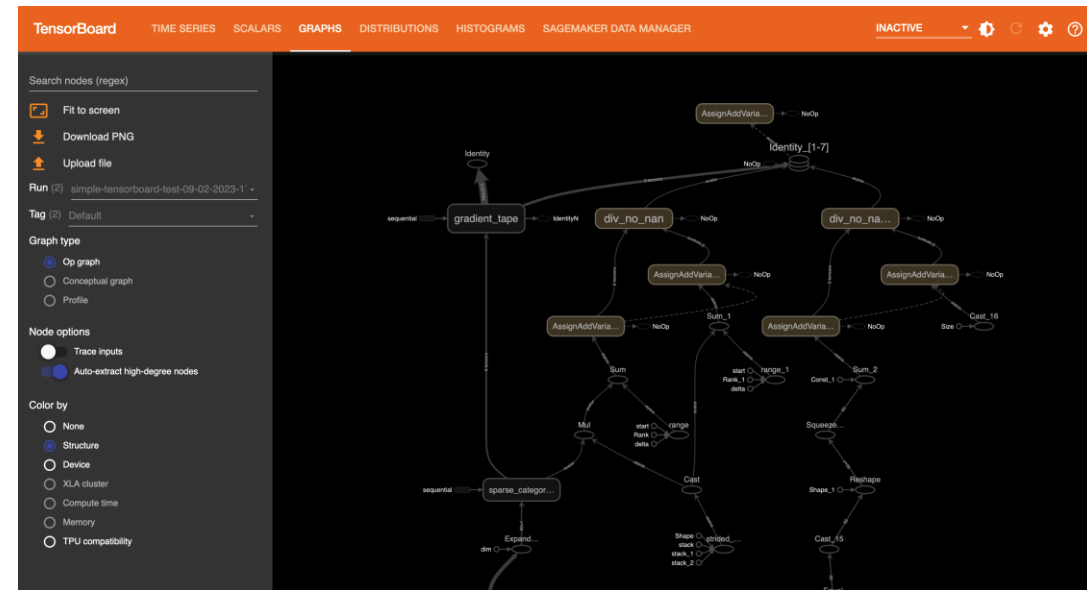 TensorBoard TIME SERIES SCALARS GRAPHS DISTRIBUTIONS HISTOGRAMS SAGEMAKER DATA MANAGER INACTIVE
Search nodes (regex)
Fit to screen
Download PNG
Upload file
Run (2) simple-tensorboard-test-09-02-2023-1
Tag (2) Default
Graph type
Op graph
Conceptual graph
Profile
Node options
Trace inputs
Auto-extract high-degree nodes
Color by
None
Structure
Device
XLA cluster
Compute time
Memory
TPU compatibility
AssignAddVaria... NoOp
Identity Identity_[1-7]
NoOp
sequential gradient_tape IdentityN div_no_nan NoOp div_no_na... NoOp
AssignAddVaria... NoOp AssignAddVaria... NoOp
AssignAddVaria... NoOp Sum_1 AssignAddVaria... NoOp Size Cast_16
Sum start range_1 Sum_2
Rank_1 Const_1
delta
Mul start range Squeeze...
Rank
delta
sequential sparse_categor... Cast Reshape
Shape_1
Expand... Shape strided_... Cast_15
dim stack
stack_1
stack_2